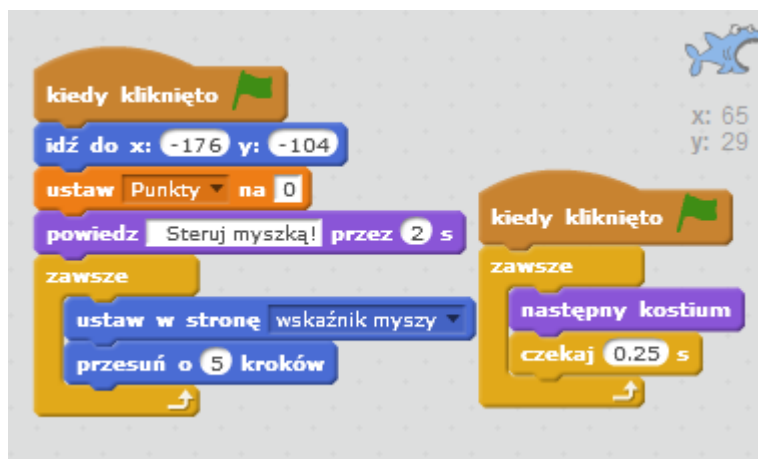 kiedy kliknięto
idź do x: -176 y: -104
ustaw Punkty na 0
powiedz Steruj myszką! przez 2 s
zawsze
ustaw w stronę wskaźnik myszy
przesuń o 5 kroków
kiedy kliknięto
zawsze
następny kostium
czekaj 0.25 s
x: 65
y: 29